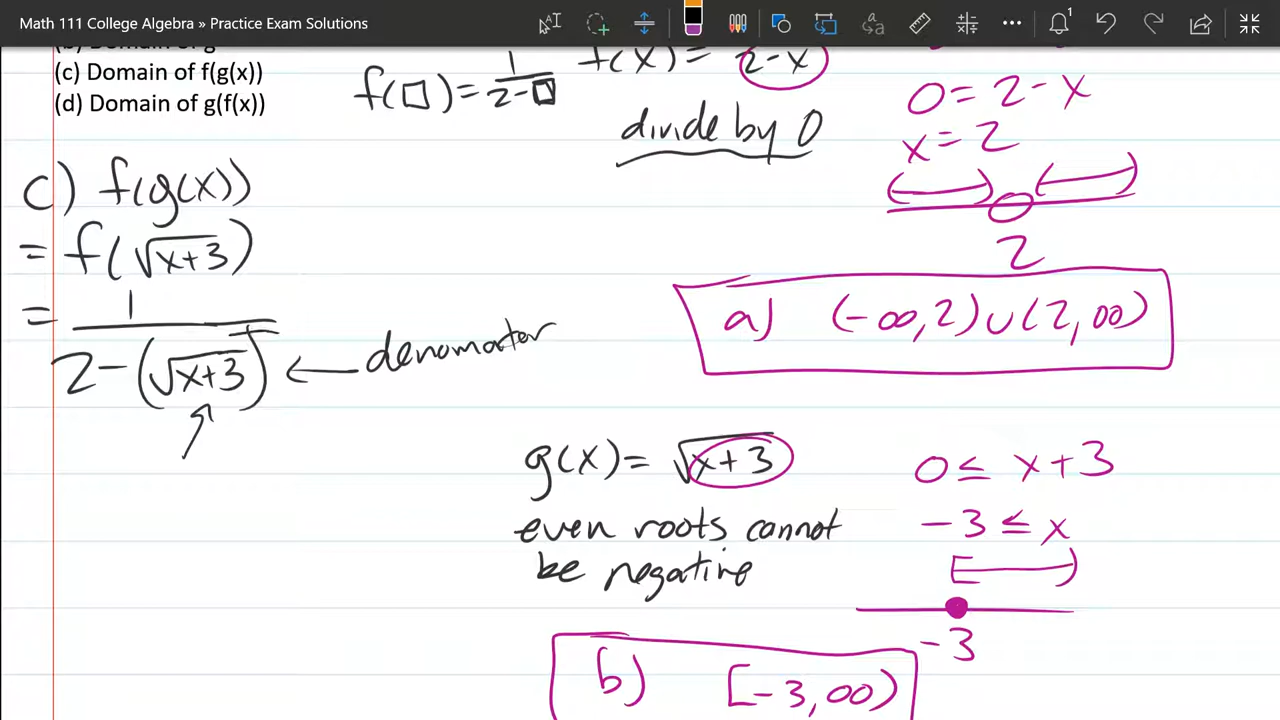 Math 111 College Algebra » Practice Exam Solutions
1
(c) Domain of f(g(x))
(d) Domain of g(f(x))
f(□) = 1/(2-□)
f(x) = 2-x
divide by 0
0 = 2 - x
x = 2
2
a) (-∞,2)∪(2,∞)
c) f(g(x))
= f(√(x+3))
= 1/(2-(√(x+3)))
← denomator
g(x) = √(x+3)
even roots cannot
be negative
0 ≤ x+3
-3 ≤ x
-3
b) [-3,∞)